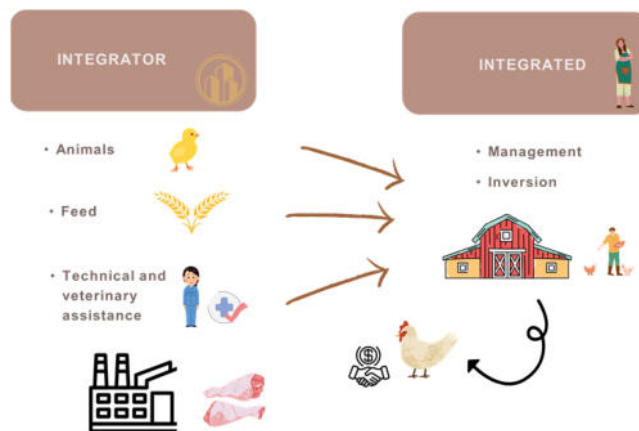 INTEGRATOR
INTEGRATED
• Animals
• Feed
• Technical and
veterinary
assistance
• Management
• Inversion
$